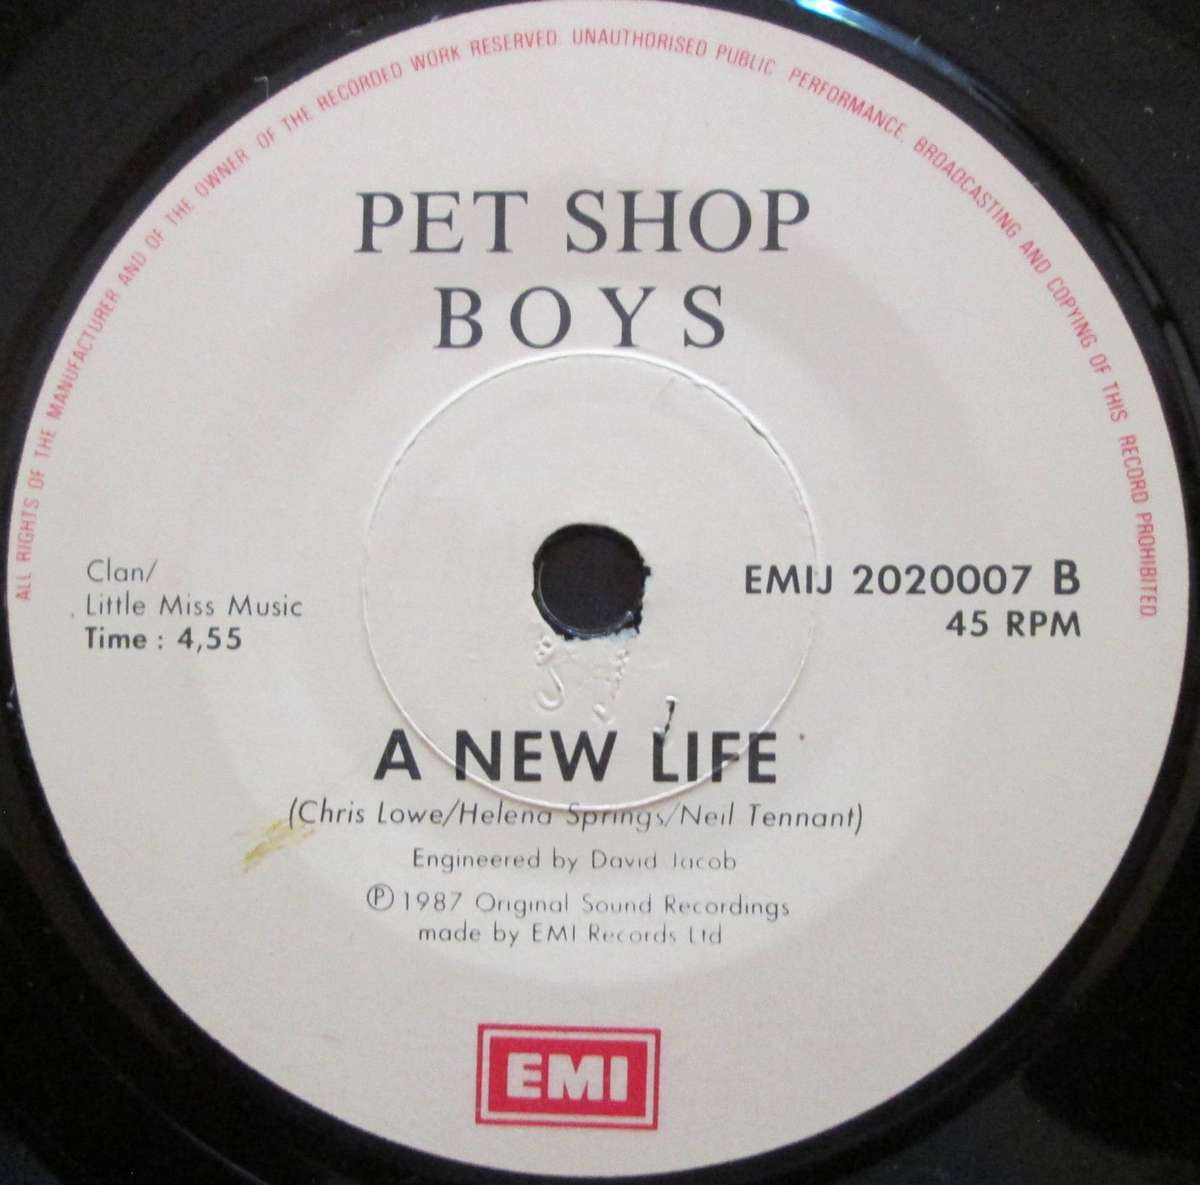 ALL RIGHTS OF THE MANUFACTURER AND OF THE OWNER OF THE RECORDED WORK RESERVED. UNAUTHORISED PUBLIC PERFORMANCE, BROADCASTING AND COPYING OF THIS RECORD PROHIBITED
PET SHOP
BOYS
Clan/
Little Miss Music
Time : 4,55
EMIJ 2020007 B
45 RPM
A NEW LIFE
(Chris Lowe/Helena Springs/Neil Tennant)
Engineered by David Jacob
℗ 1987 Original Sound Recordings
made by EMI Records Ltd
EMI